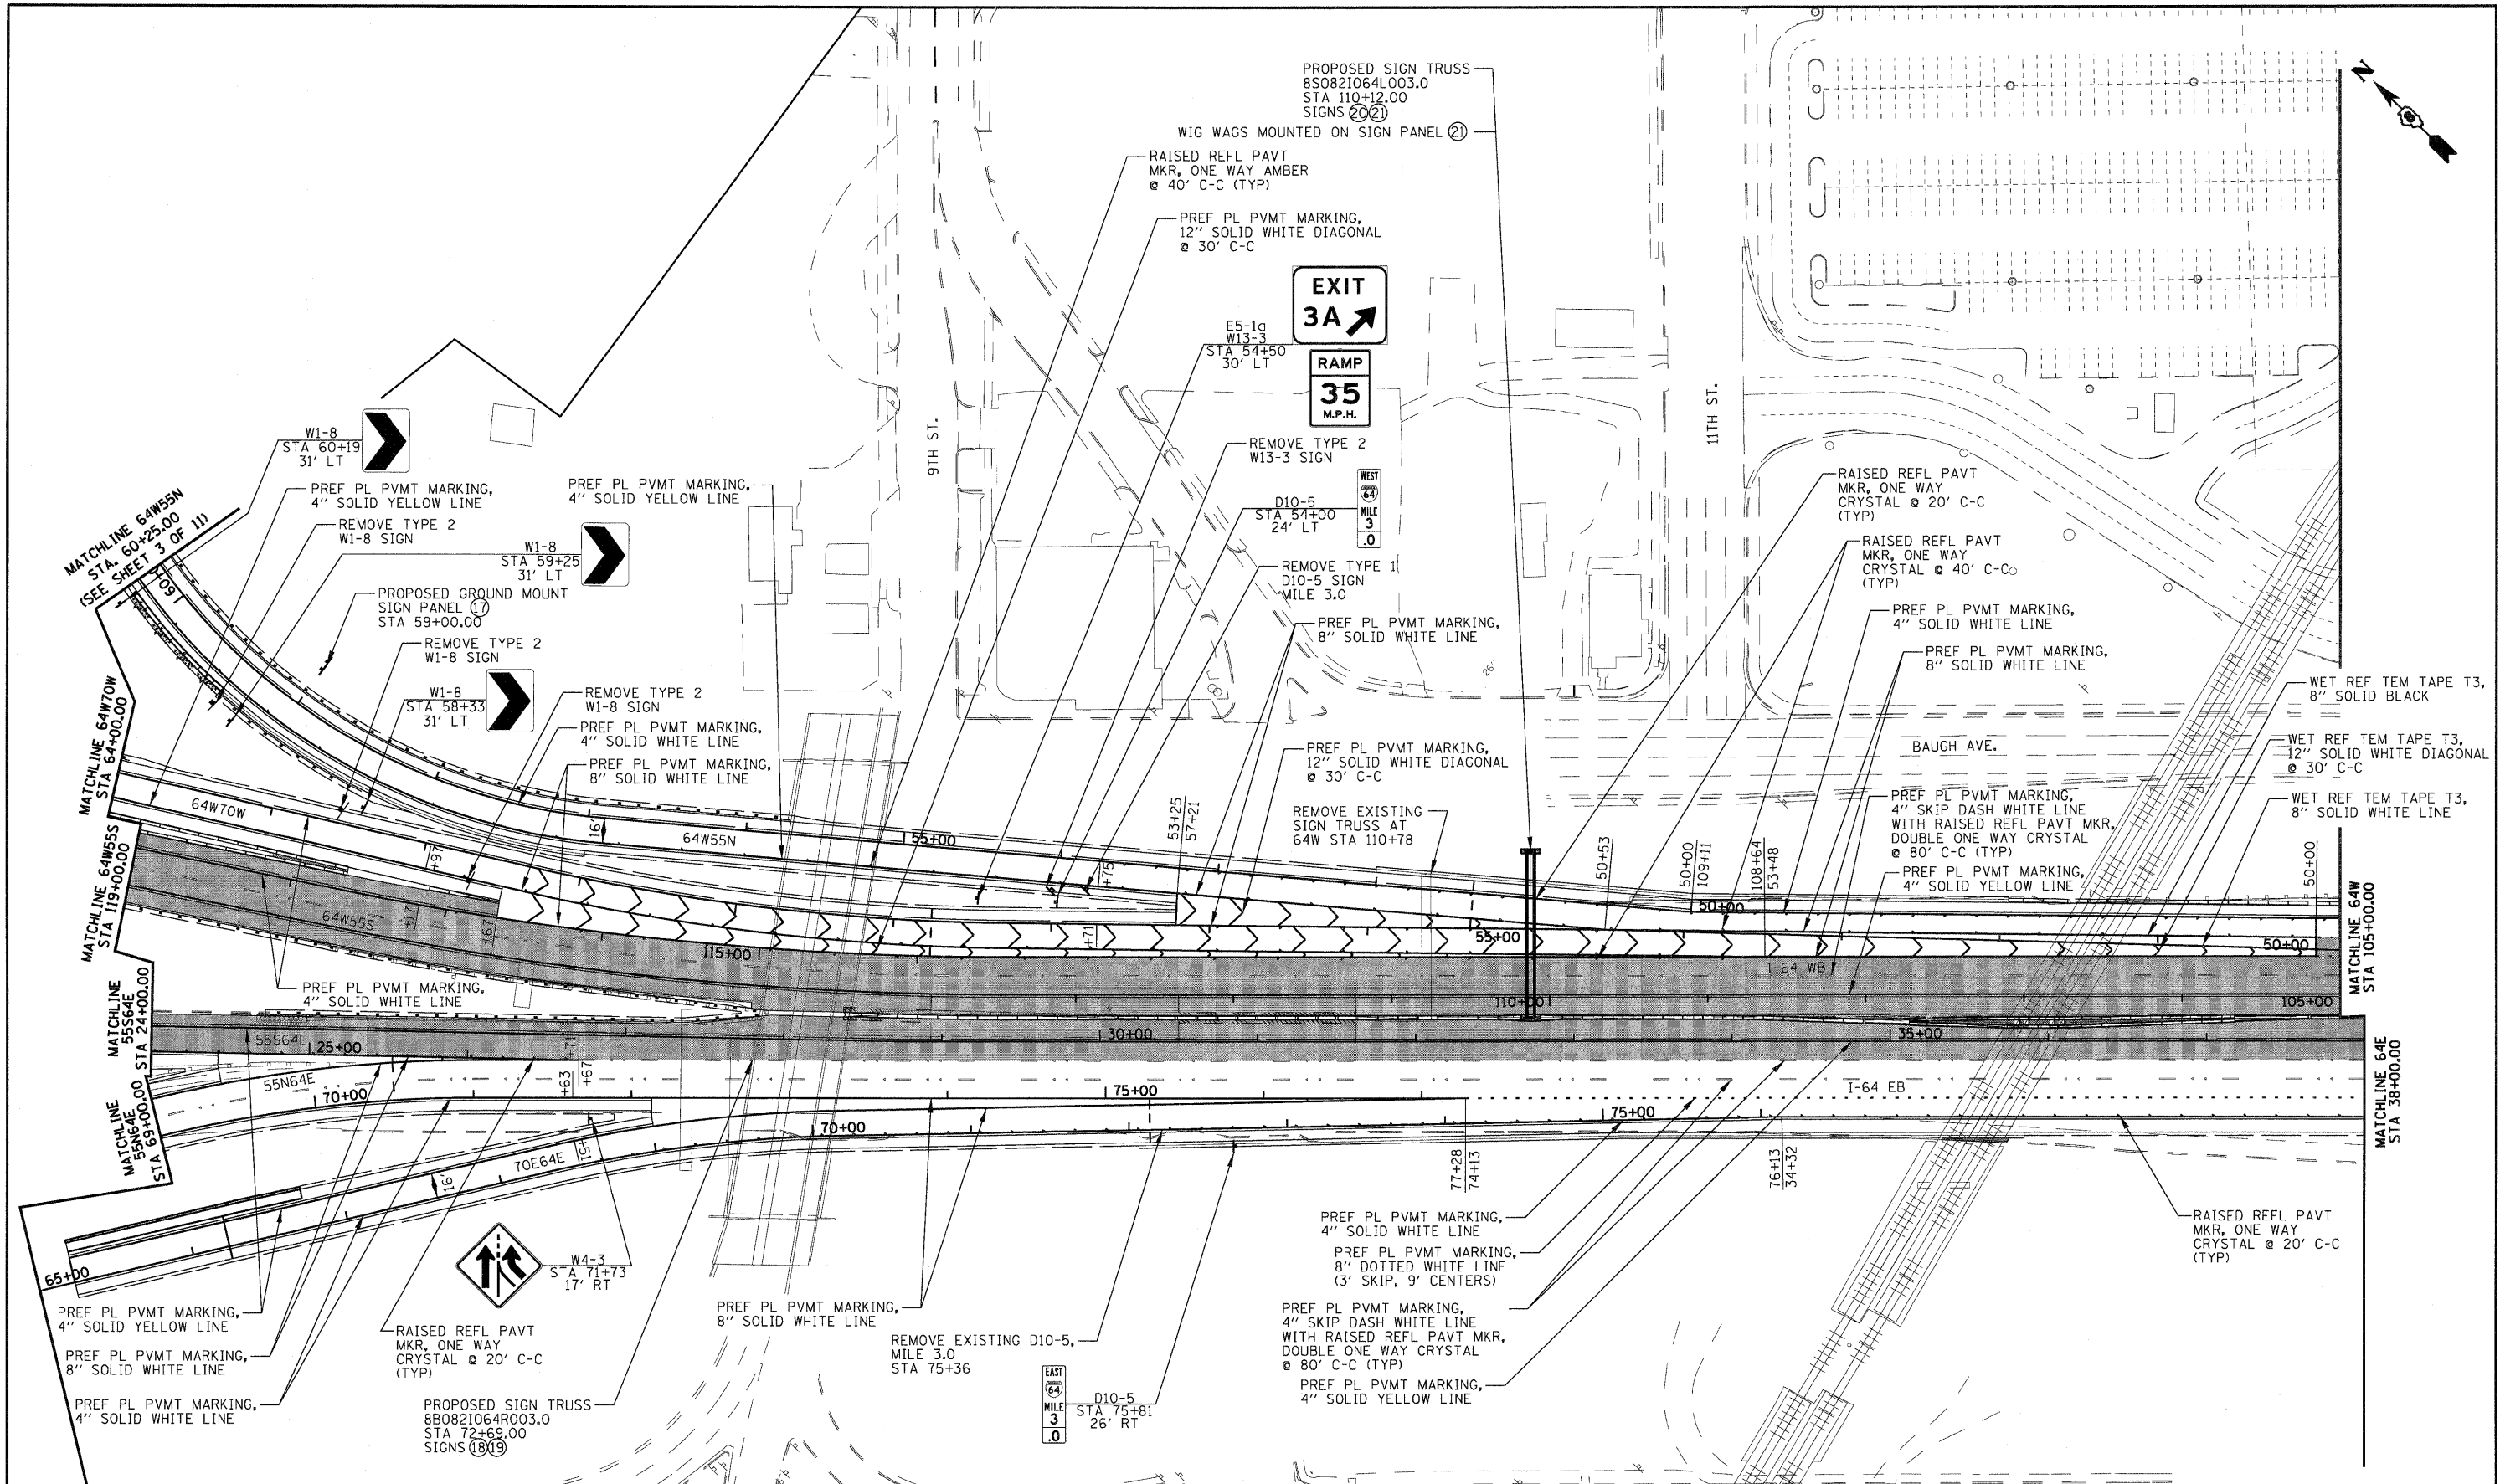 PROPOSED SIGN TRUSS
8S082I064L003.0
STA 110+12.00
SIGNS 20 21
WIG WAGS MOUNTED ON SIGN PANEL 21
N
RAISED REFL PAVT
MKR, ONE WAY AMBER
@ 40' C-C (TYP)
PREF PL PVMT MARKING,
12" SOLID WHITE DIAGONAL
@ 30' C-C
EXIT
3A
E5-1a
W13-3
STA 54+50
30' LT
RAMP
35
M.P.H.
9TH ST.
11TH ST.
W1-8
STA 60+19
31' LT
PREF PL PVMT MARKING,
4" SOLID YELLOW LINE
REMOVE TYPE 2
W1-8 SIGN
PREF PL PVMT MARKING,
4" SOLID YELLOW LINE
REMOVE TYPE 2
W13-3 SIGN
WEST
64
MILE
3
.0
D10-5
STA 54+00
24' LT
RAISED REFL PAVT
MKR, ONE WAY
CRYSTAL @ 20' C-C
(TYP)
MATCHLINE 64W55N
STA. 60+25.00
(SEE SHEET 3 OF 11)
W1-8
STA 59+25
31' LT
REMOVE TYPE 1
D10-5 SIGN
MILE 3.0
RAISED REFL PAVT
MKR, ONE WAY
CRYSTAL @ 40' C-C
(TYP)
PROPOSED GROUND MOUNT
SIGN PANEL 17
STA 59+00.00
PREF PL PVMT MARKING,
8" SOLID WHITE LINE
PREF PL PVMT MARKING,
4" SOLID WHITE LINE
REMOVE TYPE 2
W1-8 SIGN
PREF PL PVMT MARKING,
8" SOLID WHITE LINE
26"
W1-8
STA 58+33
31' LT
REMOVE TYPE 2
W1-8 SIGN
WET REF TEM TAPE T3,
8" SOLID BLACK
PREF PL PVMT MARKING,
4" SOLID WHITE LINE
PREF PL PVMT MARKING,
8" SOLID WHITE LINE
PREF PL PVMT MARKING,
12" SOLID WHITE DIAGONAL
@ 30' C-C
BAUGH AVE.
WET REF TEM TAPE T3,
12" SOLID WHITE DIAGONAL
@ 30' C-C
MATCHLINE 64W70W
STA 64+00.00
REMOVE EXISTING
SIGN TRUSS AT
64W STA 110+78
PREF PL PVMT MARKING,
4" SKIP DASH WHITE LINE
WITH RAISED REFL PAVT MKR,
DOUBLE ONE WAY CRYSTAL
@ 80' C-C (TYP)
WET REF TEM TAPE T3,
8" SOLID WHITE LINE
PREF PL PVMT MARKING,
4" SOLID YELLOW LINE
64W70W
16'
64W55N
55+00
53+25
57+21
50+53
50+00
109+11
108+64
53+48
50+00
MATCHLINE 64W55S
STA 119+00.00
+97
+75
50+00
MATCHLINE 64W
STA 105+00.00
64W55S
+17
+67
115+00
+71
55+00
50+00
I-64 WB
110+00
105+00
PREF PL PVMT MARKING,
4" SOLID WHITE LINE
MATCHLINE
55S64E
STA 24+00.00
55S64E
25+00
+71
+63
+67
30+00
35+00
MATCHLINE 64E
STA 38+00.00
MATCHLINE
55N64E
STA 69+00.00
55N64E
70+00
75+00
I-64 EB
70+00
75+00
70E64E
+51
16'
77+28
74+13
76+13
34+32
65+00
W4-3
STA 71+73
17' RT
PREF PL PVMT MARKING,
4" SOLID WHITE LINE
PREF PL PVMT MARKING,
8" DOTTED WHITE LINE
(3' SKIP, 9' CENTERS)
RAISED REFL PAVT
MKR, ONE WAY
CRYSTAL @ 20' C-C
(TYP)
PREF PL PVMT MARKING,
4" SOLID YELLOW LINE
PREF PL PVMT MARKING,
8" SOLID WHITE LINE
PREF PL PVMT MARKING,
4" SOLID WHITE LINE
RAISED REFL PAVT
MKR, ONE WAY
CRYSTAL @ 20' C-C
(TYP)
PREF PL PVMT MARKING,
8" SOLID WHITE LINE
REMOVE EXISTING D10-5,
MILE 3.0
STA 75+36
PREF PL PVMT MARKING,
4" SKIP DASH WHITE LINE
WITH RAISED REFL PAVT MKR,
DOUBLE ONE WAY CRYSTAL
@ 80' C-C (TYP)
PREF PL PVMT MARKING,
4" SOLID YELLOW LINE
PROPOSED SIGN TRUSS
8B082I064R003.0
STA 72+69.00
SIGNS 18 19
EAST
64
MILE
3
.0
D10-5
STA 75+81
26' RT